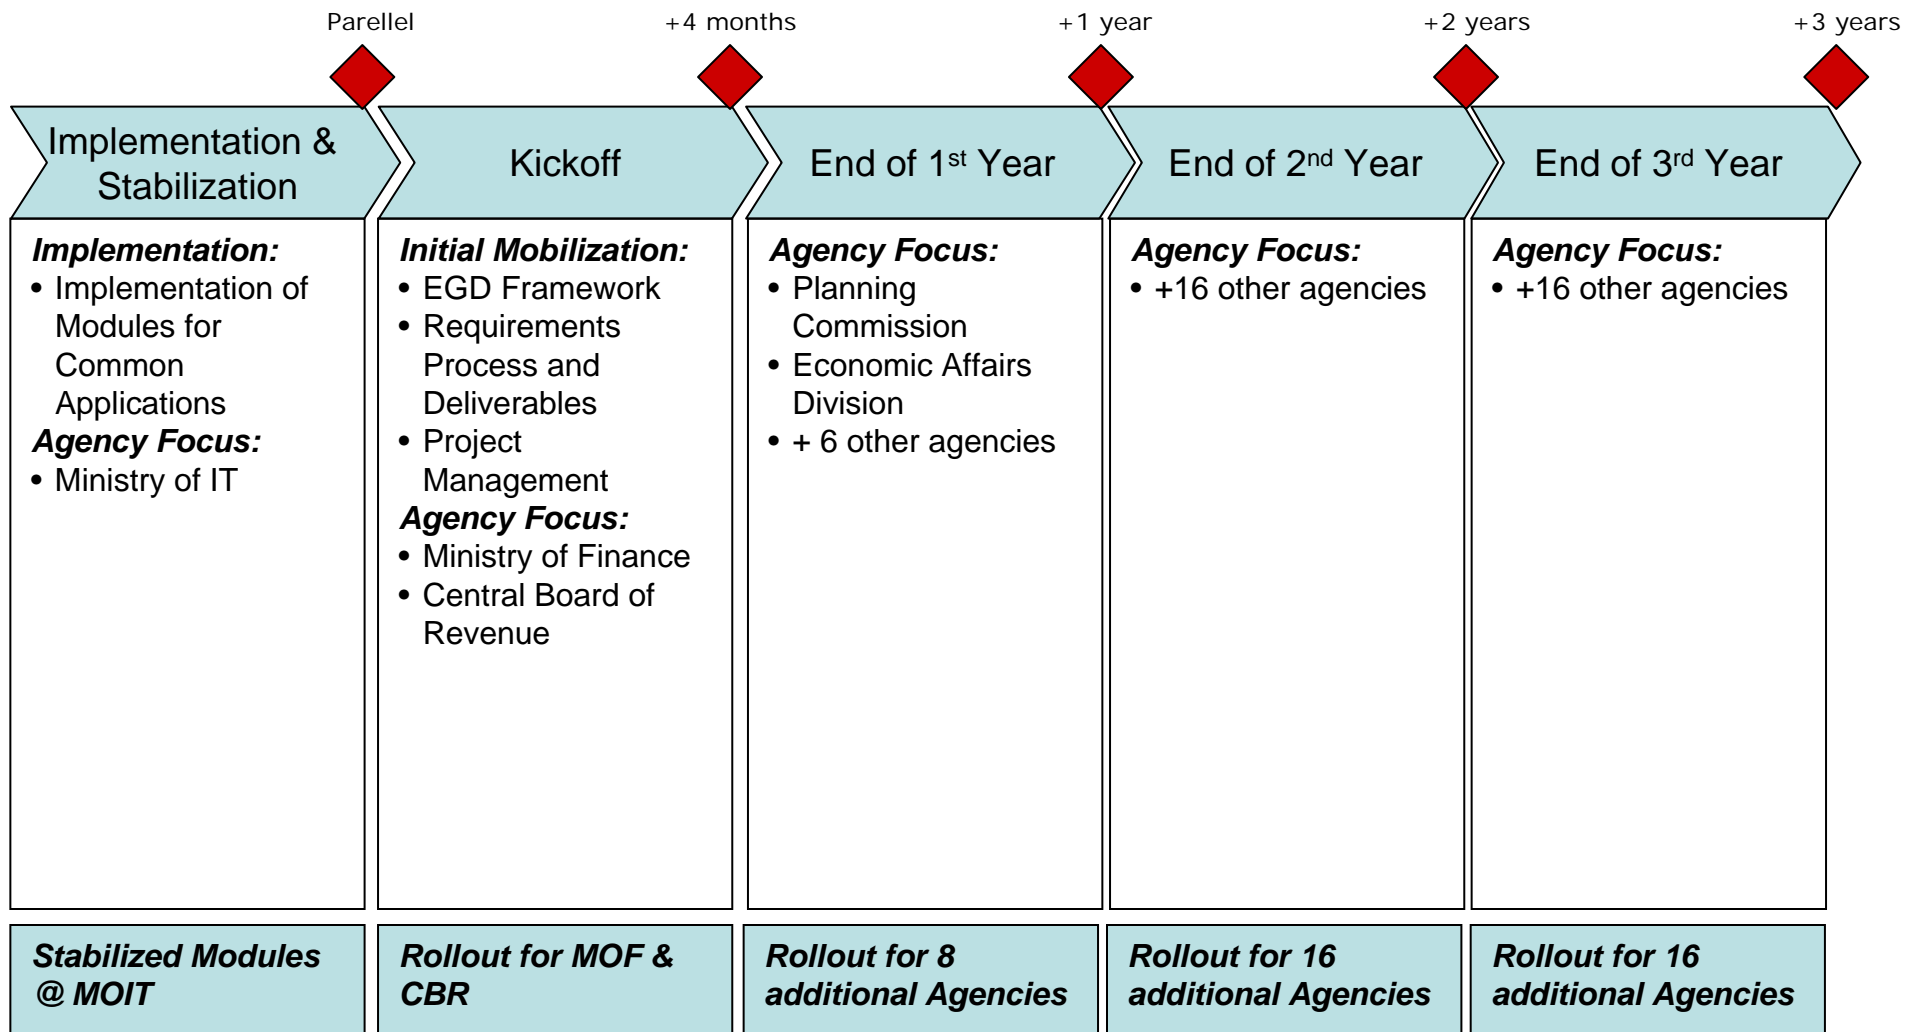 Parellel
+4 months
+1 year
+2 years
+3 years
Implementation &
Stabilization
Kickoff
End of 1st Year
End of 2nd Year
End of 3rd Year
Implementation:
• Implementation of
Modules for
Common
Applications
Agency Focus:
• Ministry of IT
Initial Mobilization:
• EGD Framework
• Requirements
Process and
Deliverables
• Project
Management
Agency Focus:
• Ministry of Finance
• Central Board of
Revenue
Agency Focus:
• Planning
Commission
• Economic Affairs
Division
• + 6 other agencies
Agency Focus:
• +16 other agencies
Agency Focus:
• +16 other agencies
Stabilized Modules
@ MOIT
Rollout for MOF &
CBR
Rollout for 8
additional Agencies
Rollout for 16
additional Agencies
Rollout for 16
additional Agencies